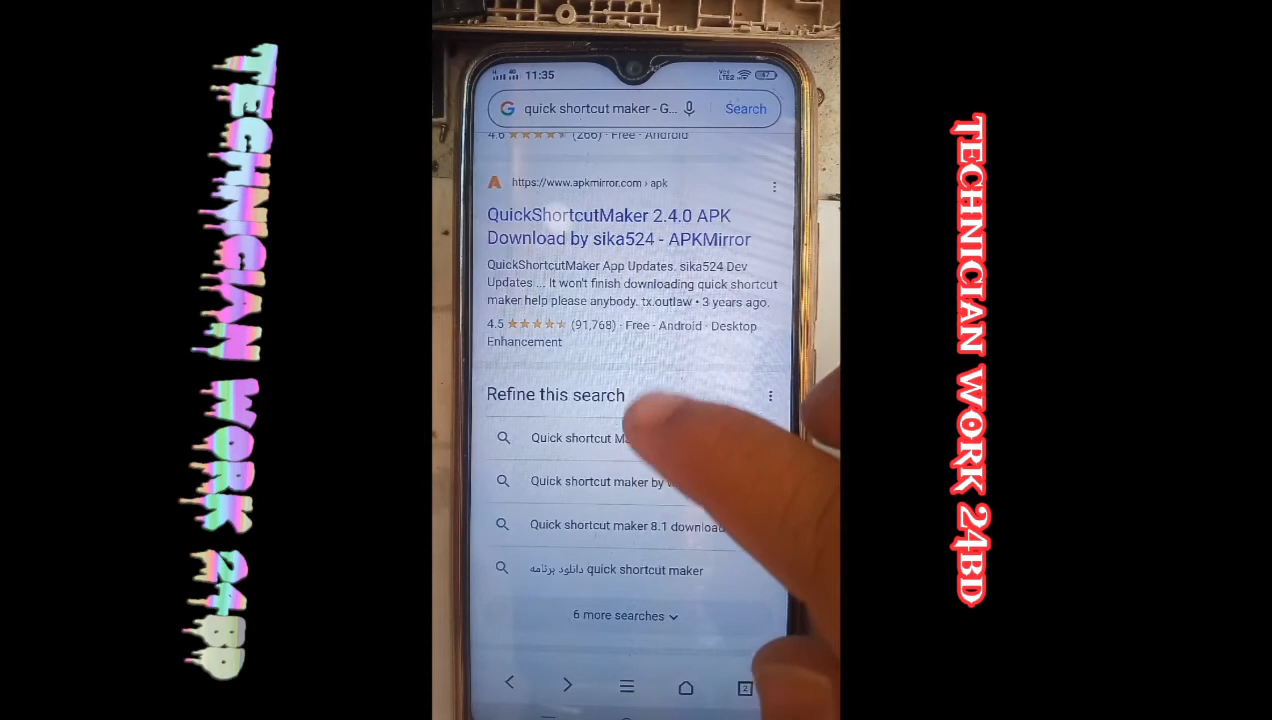 TECHNICIAN WORK 24BD
11:35
Search
quick shortcut maker - G...
4.6 (266) · Free · Android
https://www.apkmirror.com › apk
QuickShortcutMaker 2.4.0 APK
Download by sika524 - APKMirror
QuickShortcutMaker App Updates. sika524 Dev
Updates ... It won't finish downloading quick shortcut
maker help please anybody. tx.outlaw • 3 years ago.
4.5 (91,768) · Free · Android · Desktop
Enhancement
Refine this search
Quick shortcut
Quick shortcut maker by
Quick shortcut maker 8.1 download
دانلود برنامه quick shortcut maker
6 more searches
2
TECHNICIAN WORK 24BD